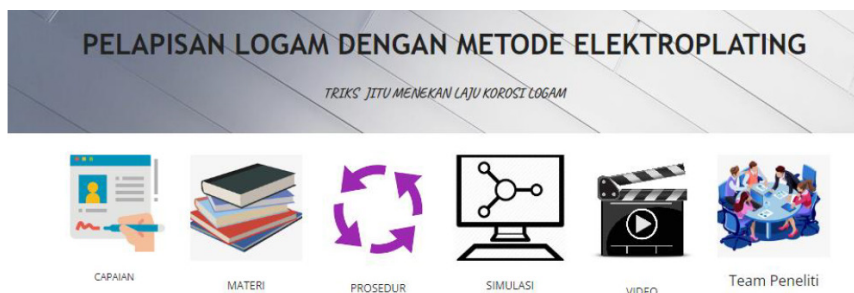 PELAPISAN LOGAM DENGAN METODE ELEKTROPLATING
TRIKS JITU MENEKAN LAJU KOROSI LOGAM
CAPAIAN
MATERI
PROSEDUR
SIMULASI
VIDEO
Team Peneliti